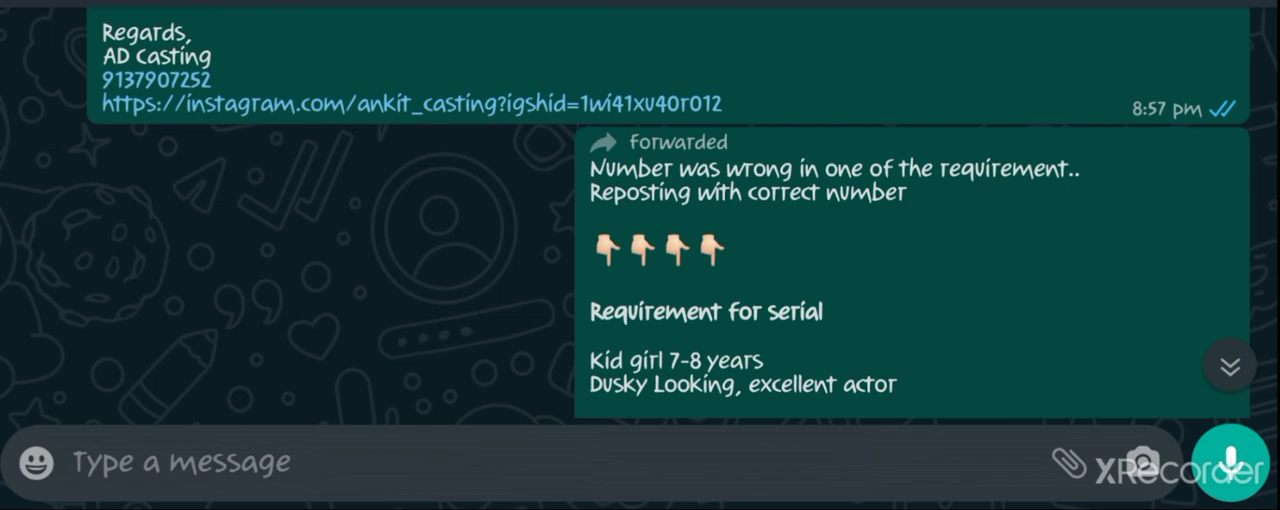 Regards,
AD Casting
9137907252
https://instagram.com/ankit_casting?igshid=1wi41xu40r012
8:57 pm
Forwarded
Number was wrong in one of the requirement..
Reposting with correct number
👇🏻👇🏻👇🏻👇🏻
Requirement for serial
Kid girl 7-8 years
Dusky Looking, excellent actor
Type a message
XRecorder